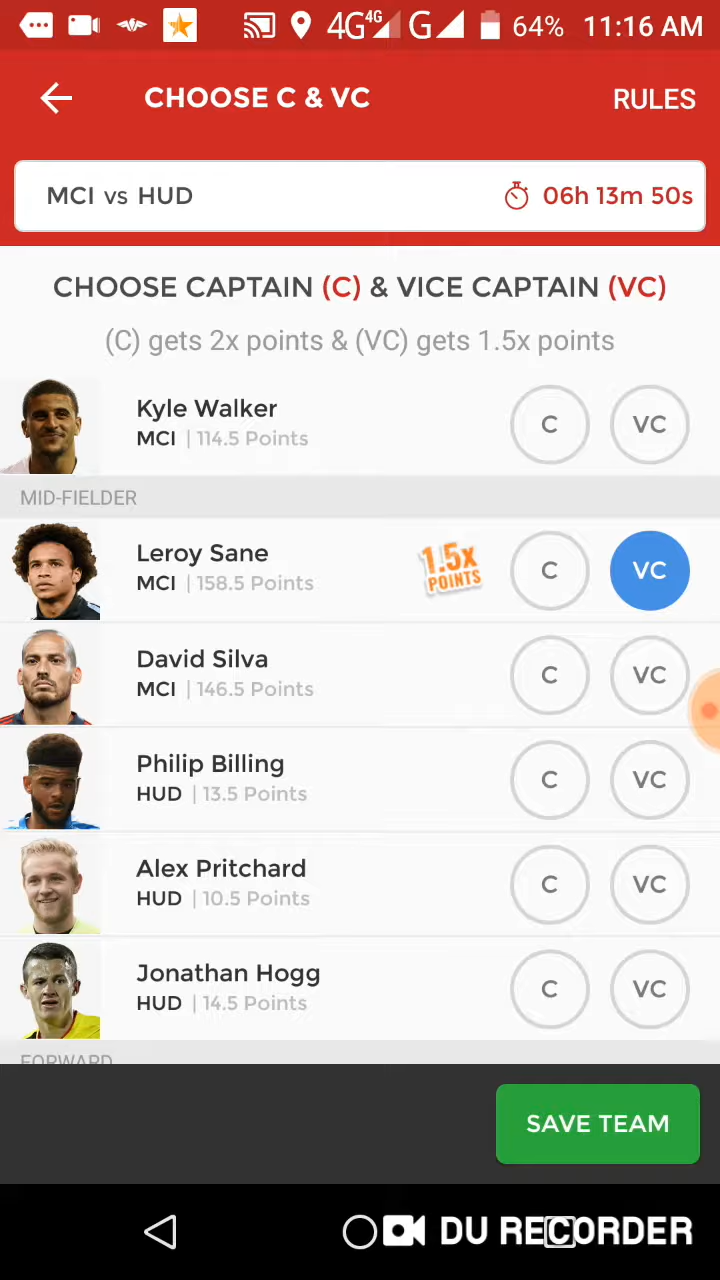 4G 4G G 64% 11:16 AM
CHOOSE C & VC RULES
MCI vs HUD 06h 13m 50s
CHOOSE CAPTAIN (C) & VICE CAPTAIN (VC)
(C) gets 2x points & (VC) gets 1.5x points
Kyle Walker
MCI | 114.5 Points
C VC
MID-FIELDER
Leroy Sane
MCI | 158.5 Points
1.5x
POINTS
C VC
David Silva
MCI | 146.5 Points
C VC
Philip Billing
HUD | 13.5 Points
C VC
Alex Pritchard
HUD | 10.5 Points
C VC
Jonathan Hogg
HUD | 14.5 Points
C VC
FORWARD
SAVE TEAM
DU RECORDER